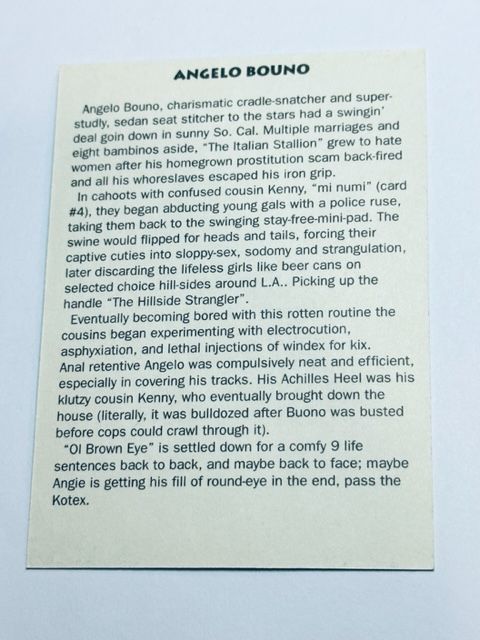 ANGELO BOUNO
Angelo Bouno, charismatic cradle-snatcher and super-
studly, sedan seat stitcher to the stars had a swingin'
deal goin down in sunny So. Cal. Multiple marriages and
eight bambinos aside, "The Italian Stallion" grew to hate
women after his homegrown prostitution scam back-fired
and all his whoreslaves escaped his iron grip.
In cahoots with confused cousin Kenny, "mi numi" (card
#4), they began abducting young gals with a police ruse,
taking them back to the swinging stay-free-mini-pad. The
swine would flipped for heads and tails, forcing their
captive cuties into sloppy-sex, sodomy and strangulation,
later discarding the lifeless girls like beer cans on
selected choice hill-sides around L.A.. Picking up the
handle "The Hillside Strangler".
Eventually becoming bored with this rotten routine the
cousins began experimenting with electrocution,
asphyxiation, and lethal injections of windex for kix.
Anal retentive Angelo was compulsively neat and efficient,
especially in covering his tracks. His Achilles Heel was his
klutzy cousin Kenny, who eventually brought down the
house (literally, it was bulldozed after Buono was busted
before cops could crawl through it).
"Ol Brown Eye" is settled down for a comfy 9 life
sentences back to back, and maybe back to face; maybe
Angie is getting his fill of round-eye in the end, pass the
Kotex.